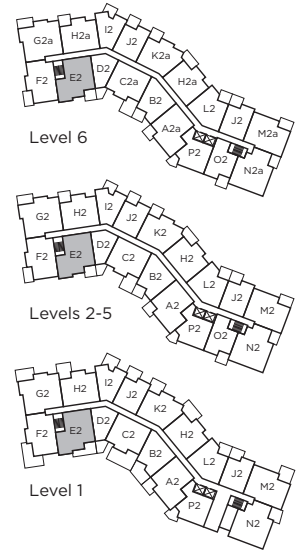 G2a H2a I2 J2 K2a H2a L2 J2 M2a
F2 E2 D2 C2a B2 A2a P2 O2 N2a
Level 6
G2 H2 I2 J2 K2 H2 L2 J2 M2
F2 E2 D2 C2 B2 A2 P2 O2 N2
Levels 2-5
G2 H2 I2 J2 K2 H2 L2 J2 M2
F2 E2 D2 C2 B2 A2 P2 N2
Level 1